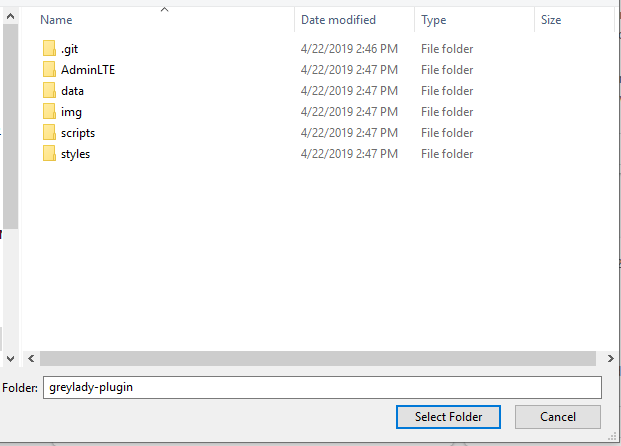 Name Date modified Type Size
.git 4/22/2019 2:46 PM File folder
AdminLTE 4/22/2019 2:47 PM File folder
data 4/22/2019 2:47 PM File folder
img 4/22/2019 2:47 PM File folder
scripts 4/22/2019 2:47 PM File folder
styles 4/22/2019 2:47 PM File folder
Folder: greylady-plugin
Select Folder Cancel